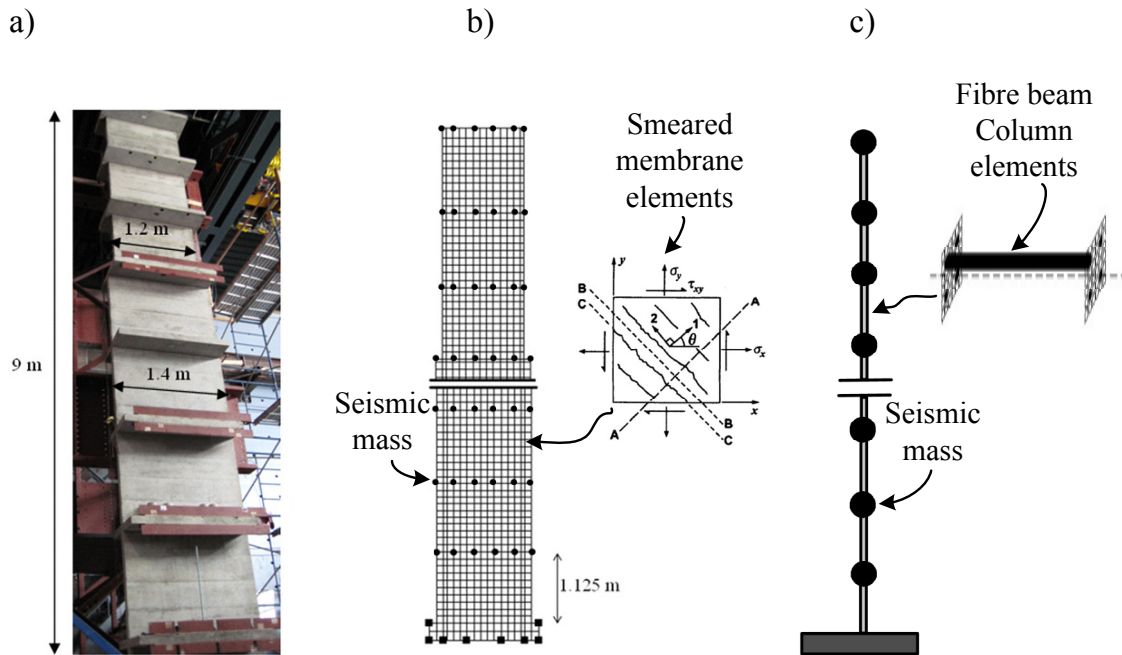 a)
b)
c)
9 m
1.2 m
1.4 m
Smeared
membrane
elements
y
σy
τxy
B
C
A
2
1
θ
σx
x
A
B
C
Seismic
mass
1.125 m
Fibre beam
Column
elements
Seismic
mass